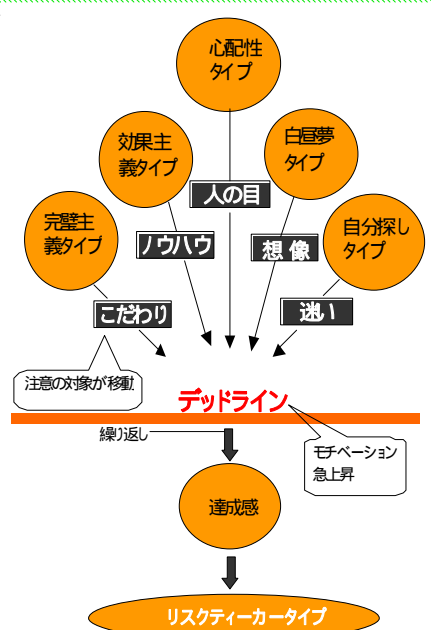 心配性
タイプ
効果主
義タイプ
白昼夢
タイプ
完璧主
義タイプ
自分探し
タイプ
人の目
ノウハウ
想像
こだわり
迷い
注意の対象が移動
デッドライン
繰り返し
モチベーション
急上昇
達成感
リスクティーカータイプ